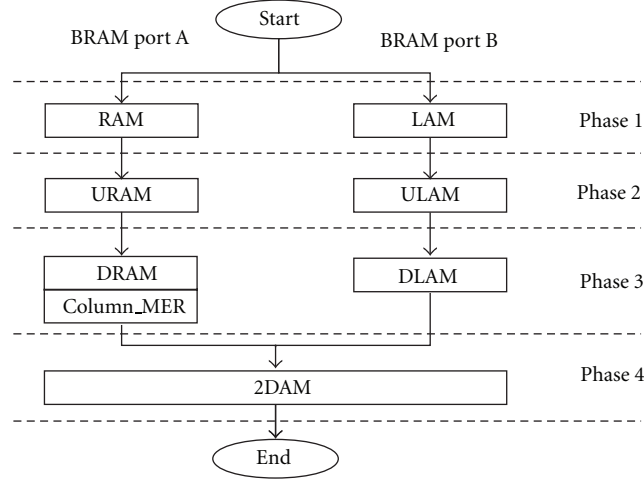 Start
BRAM port A
BRAM port B
RAM
LAM
Phase 1
URAM
ULAM
Phase 2
DRAM
DLAM
Column_MER
Phase 3
2DAM
Phase 4
End